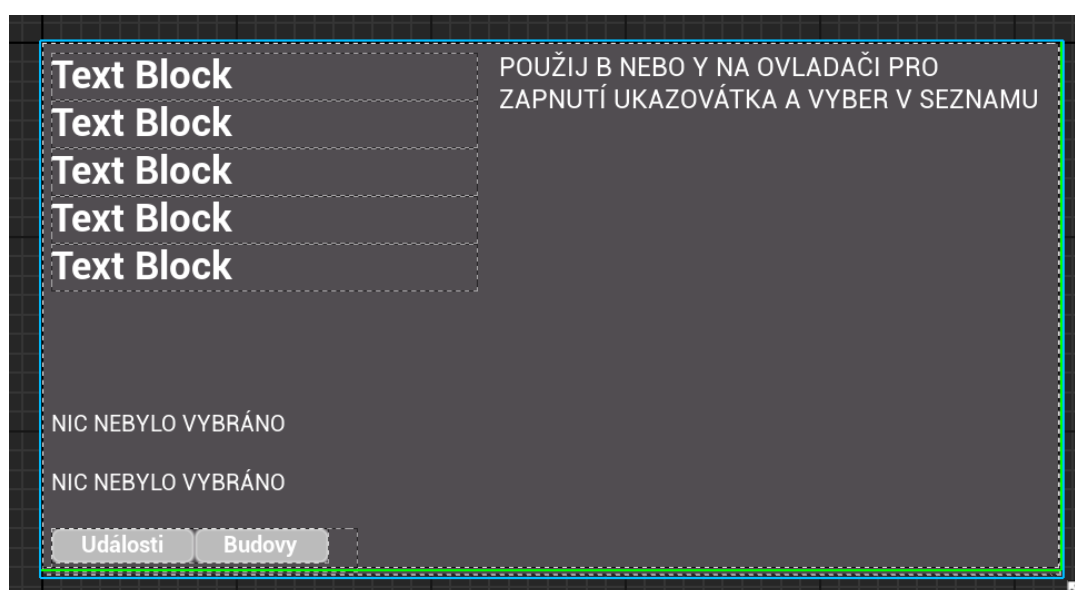 Text Block
Text Block
Text Block
Text Block
Text Block
POUŽIJ B NEBO Y NA OVLADAČI PRO
ZAPNUTÍ UKAZOVÁTKA A VYBER V SEZNAMU
NIC NEBYLO VYBRÁNO
NIC NEBYLO VYBRÁNO
Události Budovy